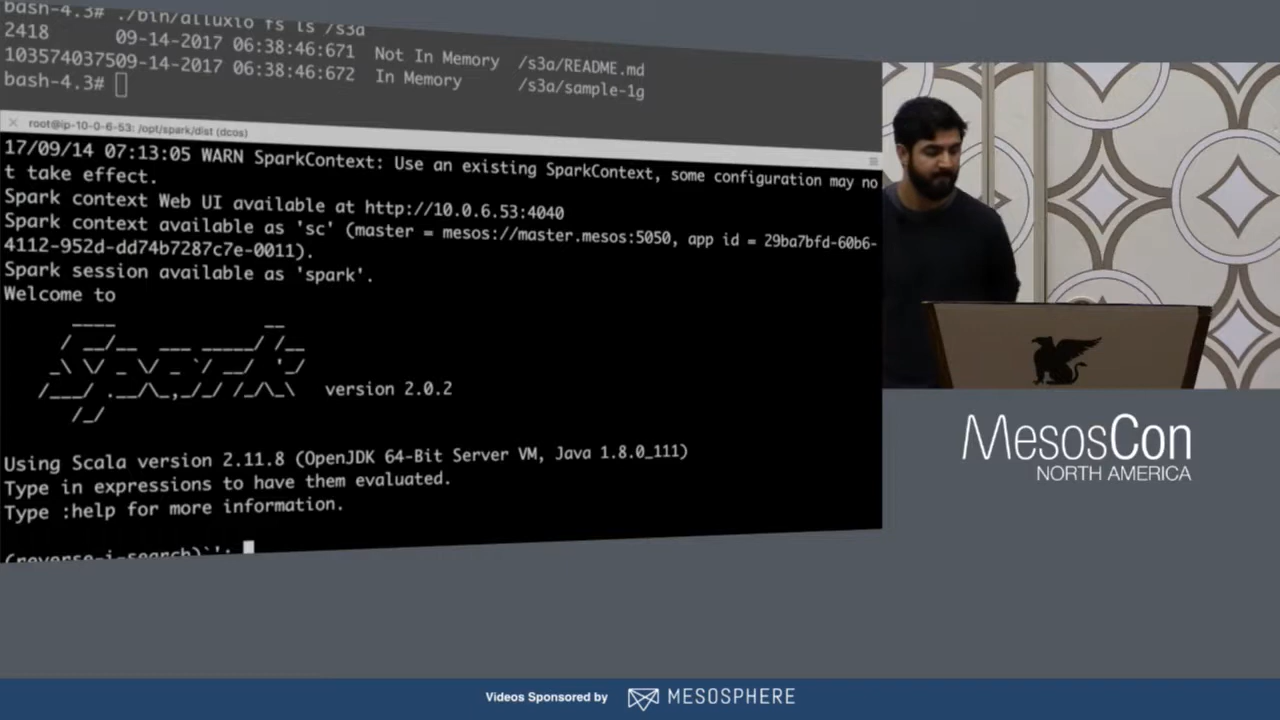 bash-4.3# ./bin/alluxio fs ls /s3a
2418 09-14-2017 06:38:46:671 Not In Memory /s3a/README.md
103574037509-14-2017 06:38:46:672 In Memory /s3a/sample-1g
bash-4.3#
root@ip-10-0-6-53: /opt/spark/dist (dcos)
17/09/14 07:13:05 WARN SparkContext: Use an existing SparkContext, some configuration may no
t take effect.
Spark context Web UI available at http://10.0.6.53:4040
Spark context available as 'sc' (master = mesos://master.mesos:5050, app id = 29ba7bfd-60b6-
4112-952d-dd74b7287c7e-0011).
Spark session available as 'spark'.
Welcome to
Spark version 2.0.2
Using Scala version 2.11.8 (OpenJDK 64-Bit Server VM, Java 1.8.0_111)
Type in expressions to have them evaluated.
Type :help for more information.
(reverse-i-search)`':
MesosCon
NORTH AMERICA
Videos Sponsored by MESOSPHERE